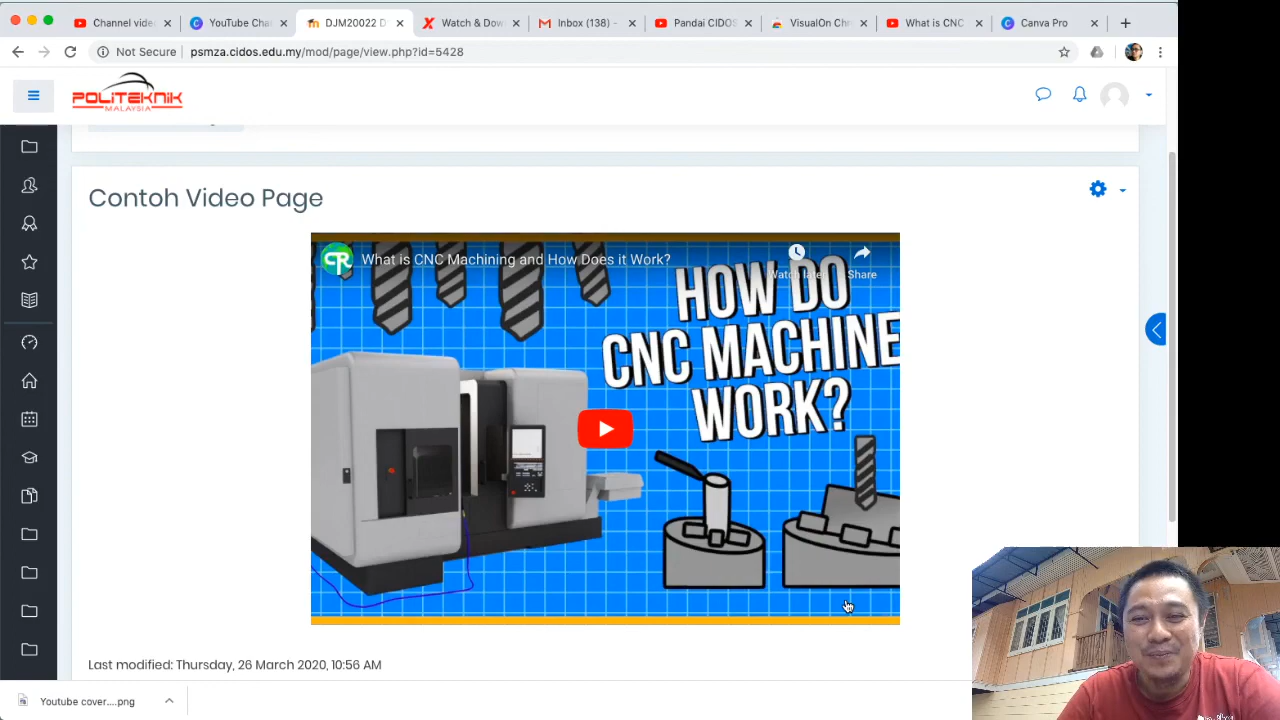 Channel vide
YouTube Cha
DJM20022 D
Watch & Dow
Inbox (138) -
Pandai CIDOS
VisualOn Chr
What is CNC
Canva Pro
Not Secure
psmza.cidos.edu.my/mod/page/view.php?id=5428
POLITEKNIK
MALAYSIA
Contoh Video Page
What is CNC Machining and How Does it Work?
Watch later
Share
HOW DO
CNC MACHINE
WORK?
Last modified: Thursday, 26 March 2020, 10:56 AM
Youtube cover....png